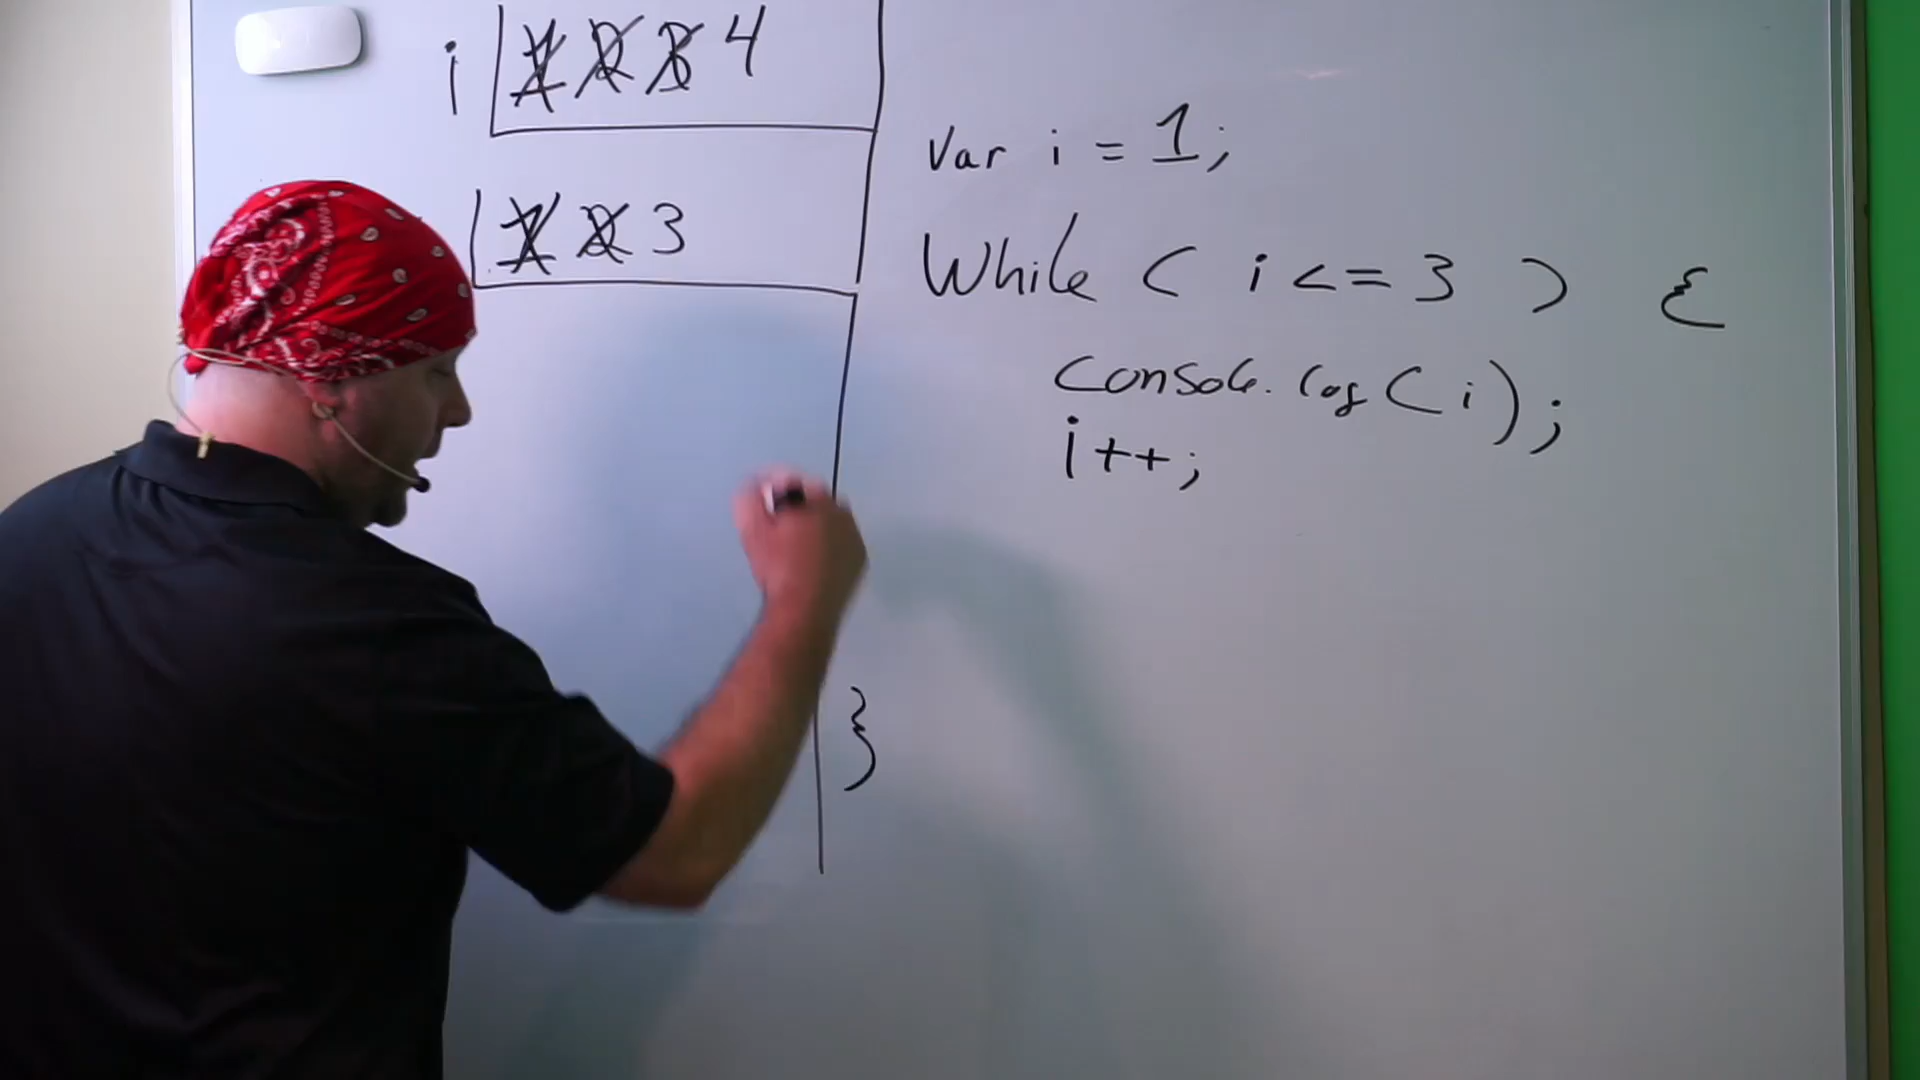 i 1 2 3 4
1 2 3
Var i = 1;
While ( i <= 3 ) {
Console.log( i );
i++;
}